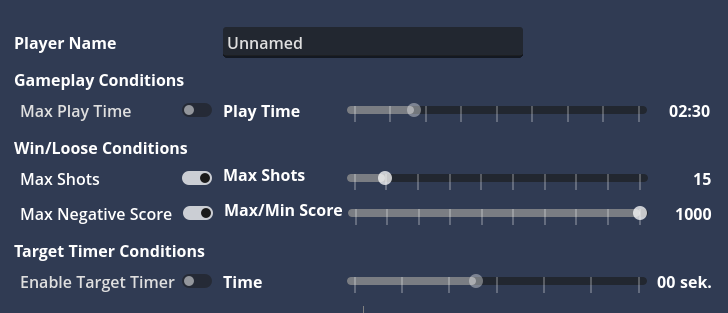 Player Name Unnamed
Gameplay Conditions
Max Play Time Play Time 02:30
Win/Loose Conditions
Max Shots Max Shots 15
Max Negative Score Max/Min Score 1000
Target Timer Conditions
Enable Target Timer Time 00 sek.